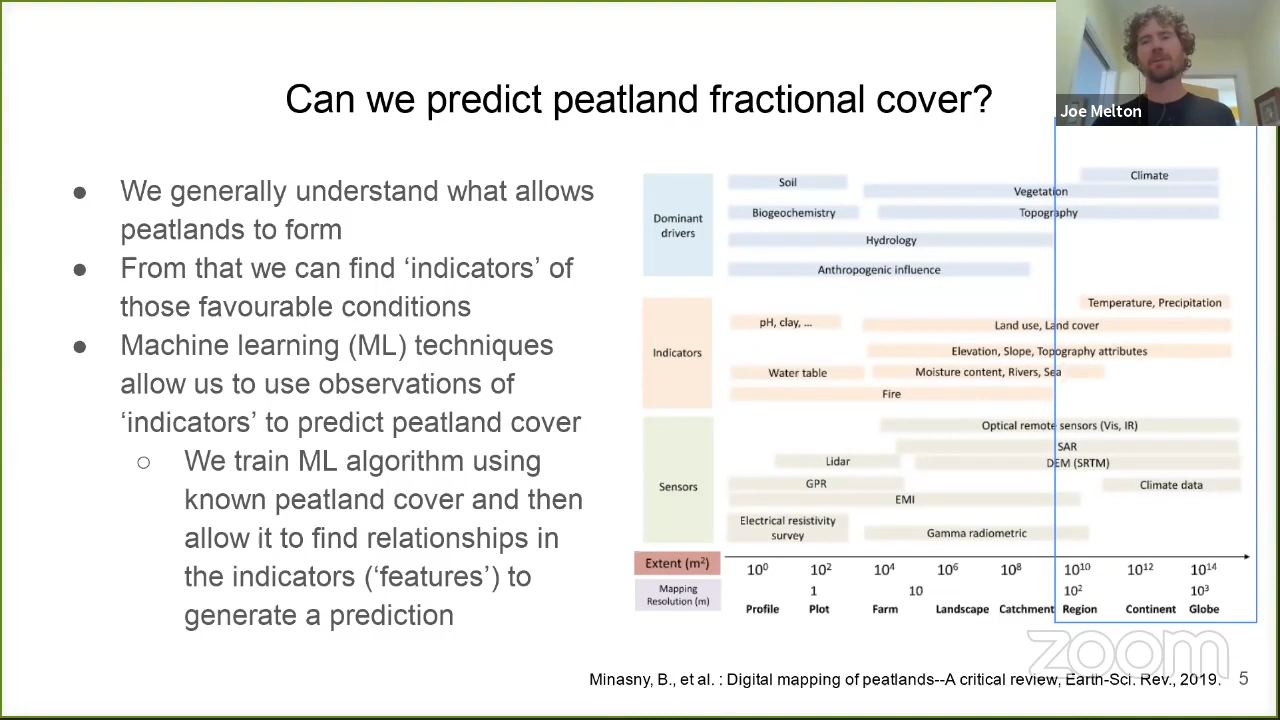 Can we predict peatland fractional cover?
Joe Melton
● We generally understand what allows
peatlands to form
● From that we can find ‘indicators’ of
those favourable conditions
● Machine learning (ML) techniques
allow us to use observations of
‘indicators’ to predict peatland cover
○ We train ML algorithm using
known peatland cover and then
allow it to find relationships in
the indicators (‘features’) to
generate a prediction
Dominant
drivers
Soil
Climate
Vegetation
Biogeochemistry
Topography
Hydrology
Anthropogenic influence
Indicators
Temperature, Precipitation
pH, clay, ...
Land use, Land cover
Elevation, Slope, Topography attributes
Water table
Moisture content, Rivers, Sea
Fire
Sensors
Optical remote sensors (Vis, IR)
SAR
Lidar
DEM (SRTM)
GPR
Climate data
EMI
Electrical resistivity
survey
Gamma radiometric
Extent (m²)
10⁰ 10² 10⁴ 10⁶ 10⁸ 10¹⁰ 10¹² 10¹⁴
Mapping
Resolution (m)
1 10 10² 10³
Profile Plot Farm Landscape Catchment Region Continent Globe
zoom
Minasny, B., et al. : Digital mapping of peatlands--A critical review, Earth-Sci. Rev., 2019.
5